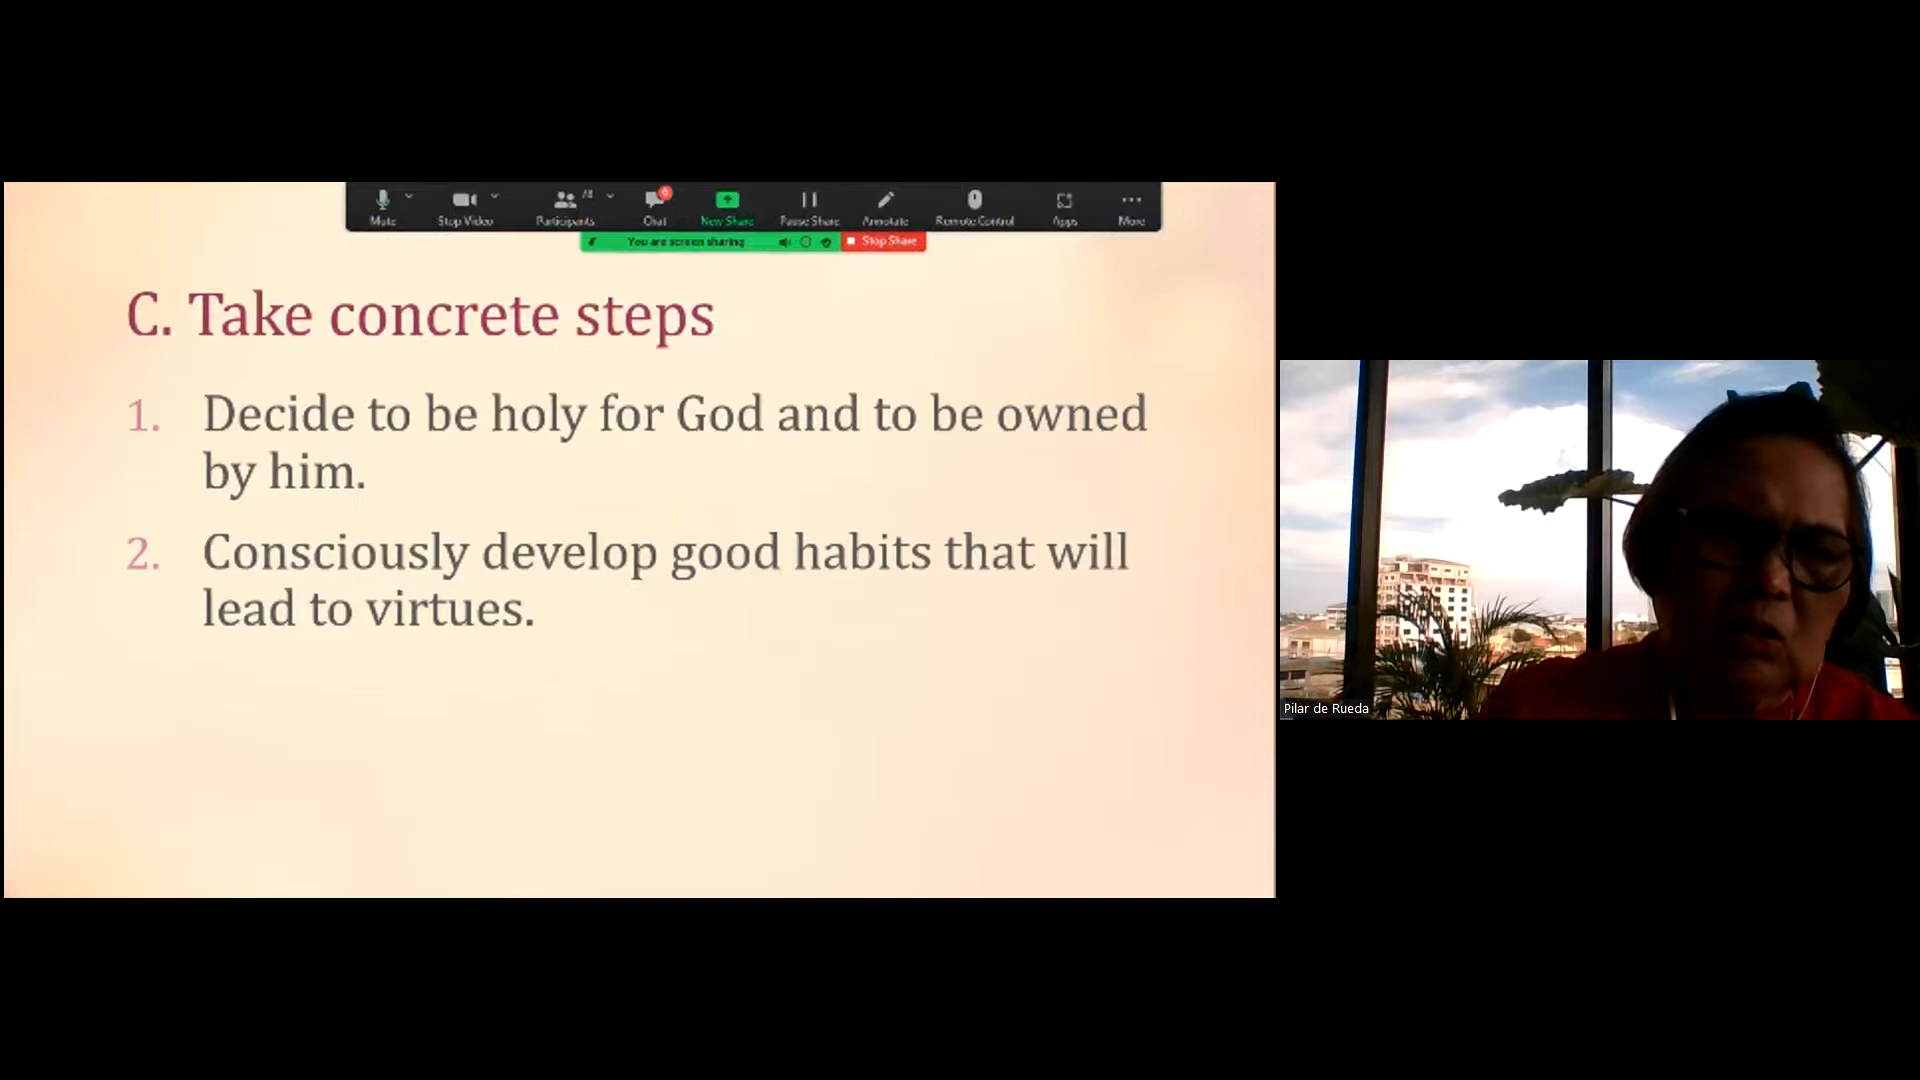 Mute
Stop Video
Participants
Chat
New Share
Pause Share
Annotate
Remote Control
Apps
More
You are screen sharing
Stop Share
C. Take concrete steps
1. Decide to be holy for God and to be owned
by him.
2. Consciously develop good habits that will
lead to virtues.
Pilar de Rueda